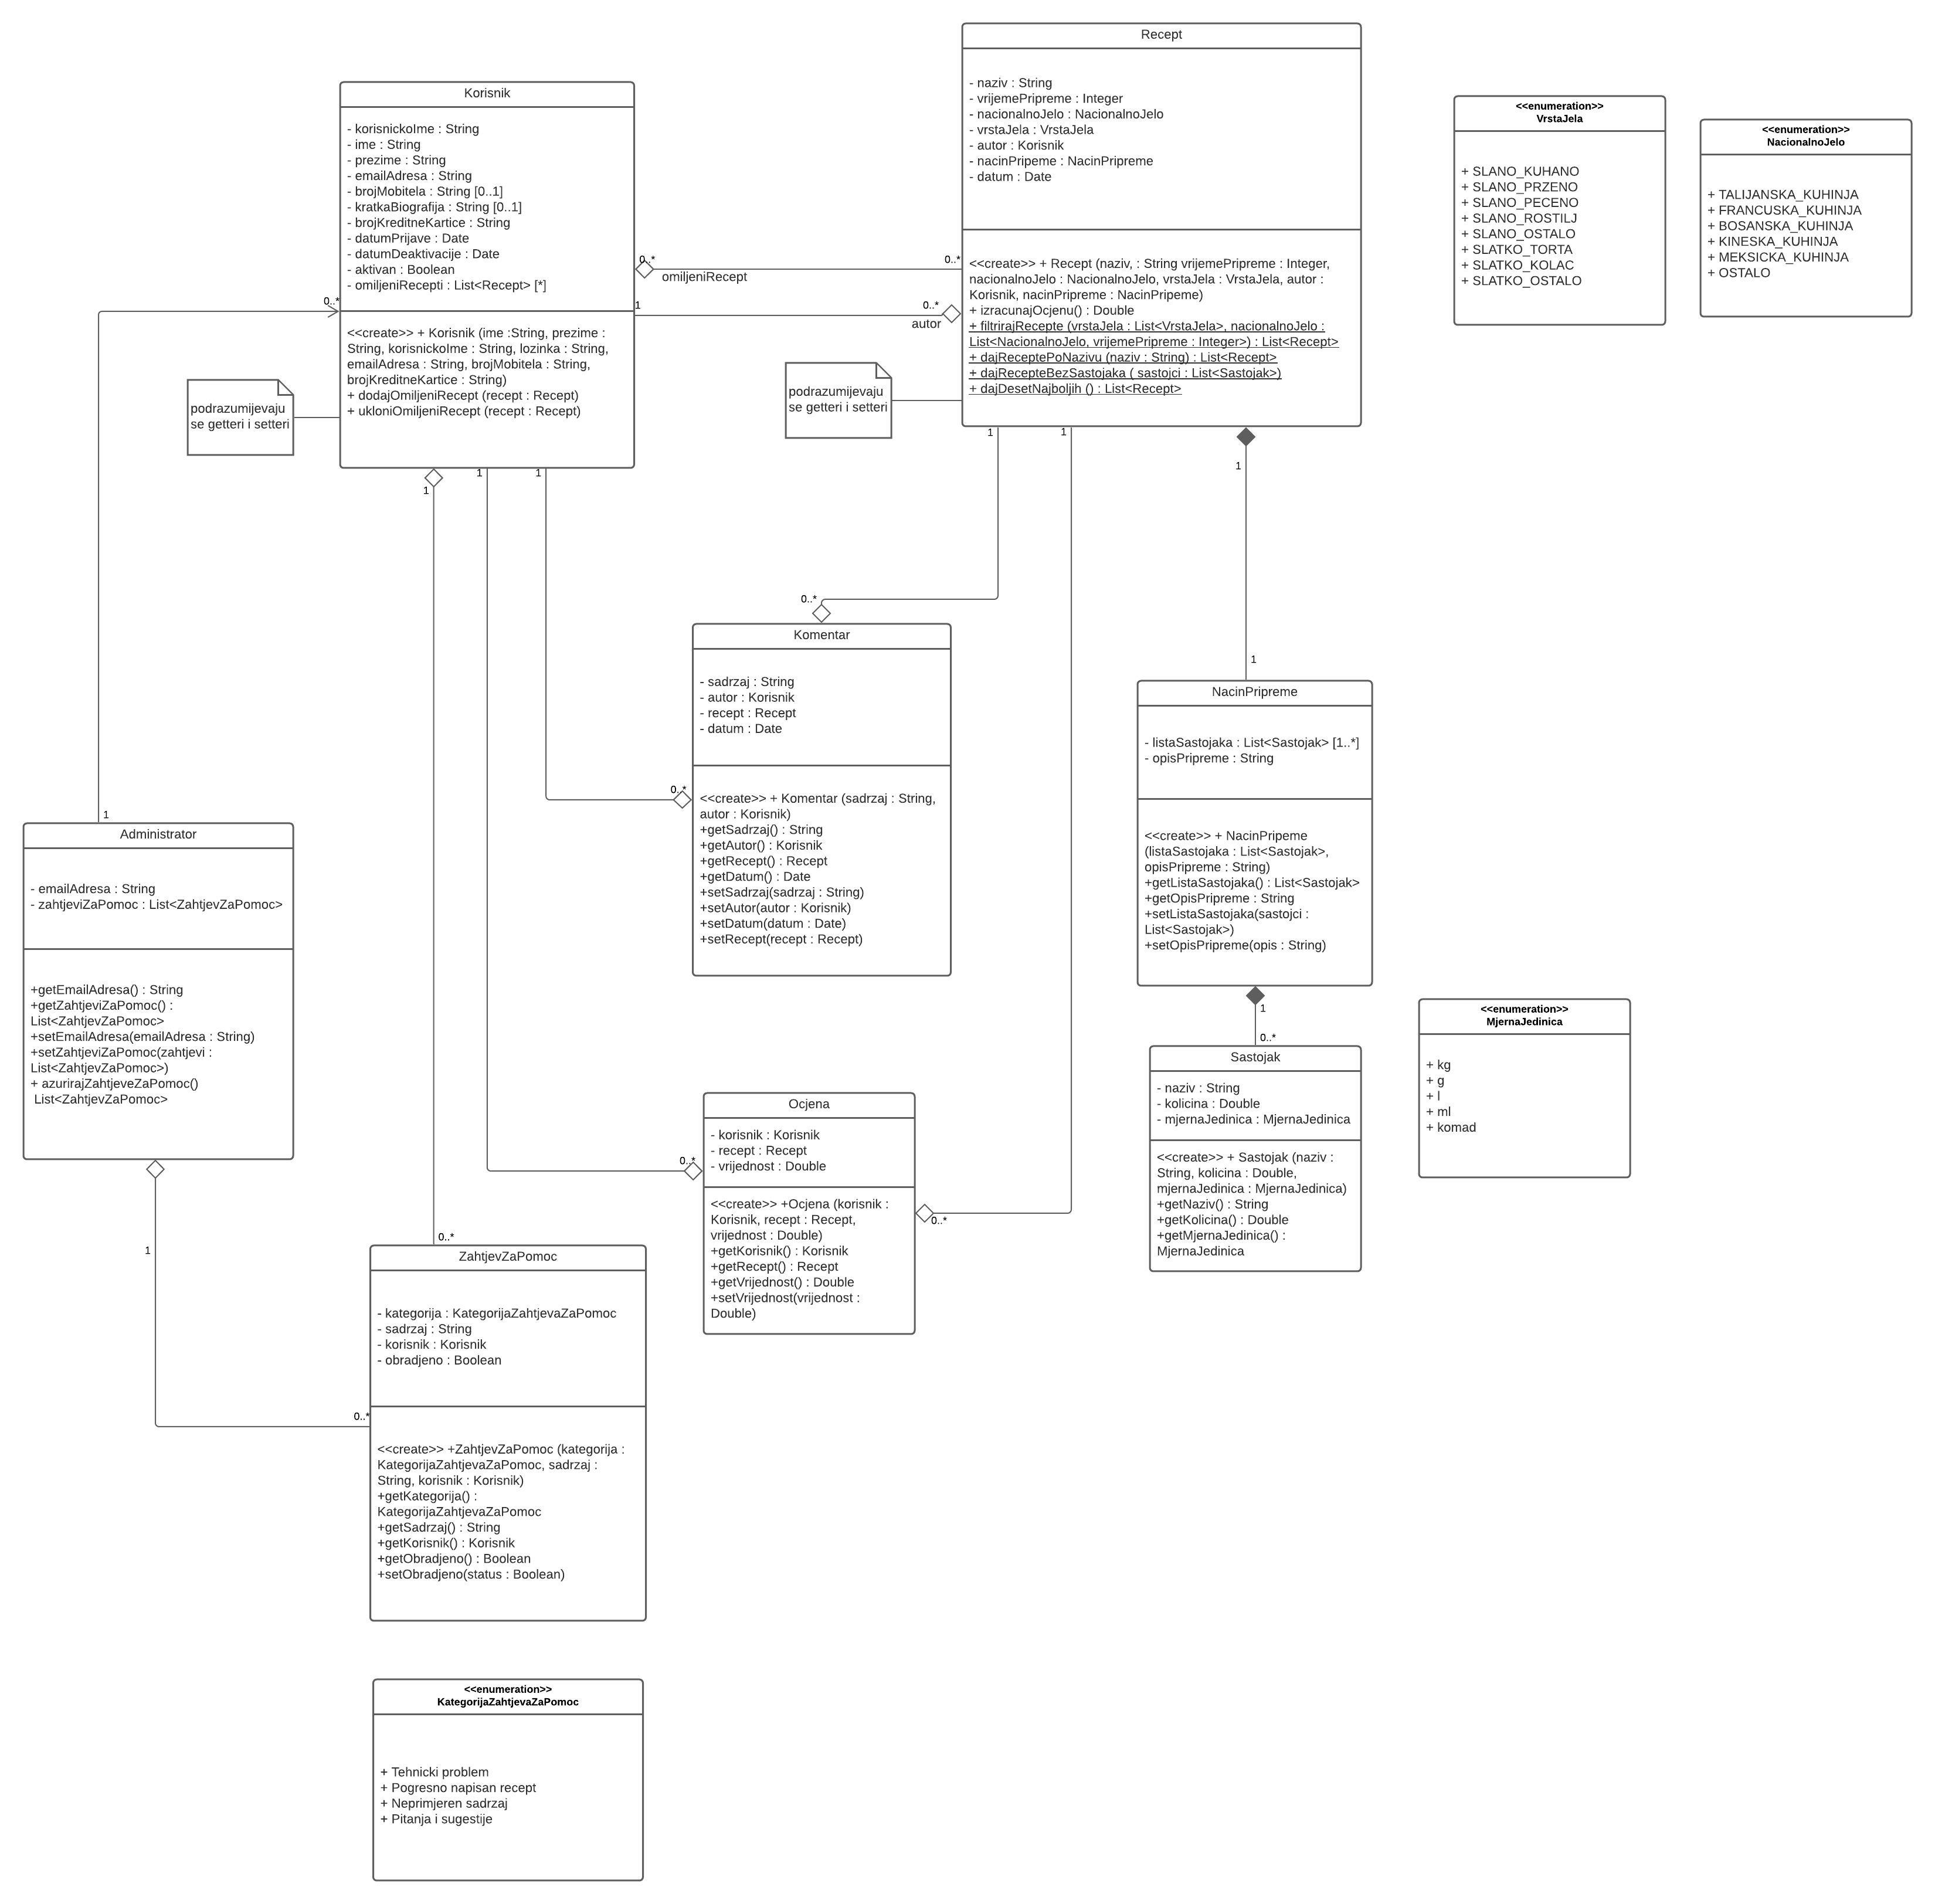 Korisnik
- korisnickoIme : String
- ime : String
- prezime : String
- emailAdresa : String
- brojMobitela : String [0..1]
- kratkaBiografija : String [0..1]
- brojKreditneKartice : String
- datumPrijave : Date
- datumDeaktivacije : Date
- aktivan : Boolean
- omiljeniRecepti : List<Recept> [*]
<<create>> + Korisnik (ime :String, prezime :
String, korisnickoIme : String, lozinka : String,
emailAdresa : String, brojMobitela : String,
brojKreditneKartice : String)
+ dodajOmiljeniRecept (recept : Recept)
+ ukloniOmiljeniRecept (recept : Recept)
podrazumijevaju
se getteri i setteri
0..*
0..*
omiljeniRecept
0..*
1
0..*
autor
Recept
- naziv : String
- vrijemePripreme : Integer
- nacionalnoJelo : NacionalnoJelo
- vrstaJela : VrstaJela
- autor : Korisnik
- nacinPripeme : NacinPripreme
- datum : Date
<<create>> + Recept (naziv, : String vrijemePripreme : Integer,
nacionalnoJelo : NacionalnoJelo, vrstaJela : VrstaJela, autor :
Korisnik, nacinPripreme : NacinPripeme)
+ izracunajOcjenu() : Double
+ filtrirajRecepte (vrstaJela : List<VrstaJela>, nacionalnoJelo :
List<NacionalnoJelo, vrijemePripreme : Integer>) : List<Recept>
+ dajReceptePoNazivu (naziv : String) : List<Recept>
+ dajRecepteBezSastojaka ( sastojci : List<Sastojak>)
+ dajDesetNajboljih () : List<Recept>
podrazumijevaju
se getteri i setteri
<<enumeration>>
VrstaJela
+ SLANO_KUHANO
+ SLANO_PRZENO
+ SLANO_PECENO
+ SLANO_ROSTILJ
+ SLANO_OSTALO
+ SLATKO_TORTA
+ SLATKO_KOLAC
+ SLATKO_OSTALO
<<enumeration>>
NacionalnoJelo
+ TALIJANSKA_KUHINJA
+ FRANCUSKA_KUHINJA
+ BOSANSKA_KUHINJA
+ KINESKA_KUHINJA
+ MEKSICKA_KUHINJA
+ OSTALO
1
1
1
1
1
1
0..*
Komentar
- sadrzaj : String
- autor : Korisnik
- recept : Recept
- datum : Date
0..*
<<create>> + Komentar (sadrzaj : String,
autor : Korisnik)
+getSadrzaj() : String
+getAutor() : Korisnik
+getRecept() : Recept
+getDatum() : Date
+setSadrzaj(sadrzaj : String)
+setAutor(autor : Korisnik)
+setDatum(datum : Date)
+setRecept(recept : Recept)
1
NacinPripreme
- listaSastojaka : List<Sastojak> [1..*]
- opisPripreme : String
<<create>> + NacinPripeme
(listaSastojaka : List<Sastojak>,
opisPripreme : String)
+getListaSastojaka() : List<Sastojak>
+getOpisPripreme : String
+setListaSastojaka(sastojci :
List<Sastojak>)
+setOpisPripreme(opis : String)
1
0..*
1
Administrator
- emailAdresa : String
- zahtjeviZaPomoc : List<ZahtjevZaPomoc>
+getEmailAdresa() : String
+getZahtjeviZaPomoc() :
List<ZahtjevZaPomoc>
+setEmailAdresa(emailAdresa : String)
+setZahtjeviZaPomoc(zahtjevi :
List<ZahtjevZaPomoc>)
+ azurirajZahtjeveZaPomoc()
List<ZahtjevZaPomoc>
1
0..*
Sastojak
- naziv : String
- kolicina : Double
- mjernaJedinica : MjernaJedinica
<<create>> + Sastojak (naziv :
String, kolicina : Double,
mjernaJedinica : MjernaJedinica)
+getNaziv() : String
+getKolicina() : Double
+getMjernaJedinica() :
MjernaJedinica
<<enumeration>>
MjernaJedinica
+ kg
+ g
+ l
+ ml
+ komad
Ocjena
- korisnik : Korisnik
- recept : Recept
- vrijednost : Double
0..*
<<create>> +Ocjena (korisnik :
Korisnik, recept : Recept,
vrijednost : Double)
+getKorisnik() : Korisnik
+getRecept() : Recept
+getVrijednost() : Double
+setVrijednost(vrijednost :
Double)
0..*
0..*
ZahtjevZaPomoc
- kategorija : KategorijaZahtjevaZaPomoc
- sadrzaj : String
- korisnik : Korisnik
- obradjeno : Boolean
<<create>> +ZahtjevZaPomoc (kategorija :
KategorijaZahtjevaZaPomoc, sadrzaj :
String, korisnik : Korisnik)
+getKategorija() :
KategorijaZahtjevaZaPomoc
+getSadrzaj() : String
+getKorisnik() : Korisnik
+getObradjeno() : Boolean
+setObradjeno(status : Boolean)
<<enumeration>>
KategorijaZahtjevaZaPomoc
+ Tehnicki problem
+ Pogresno napisan recept
+ Neprimjeren sadrzaj
+ Pitanja i sugestije